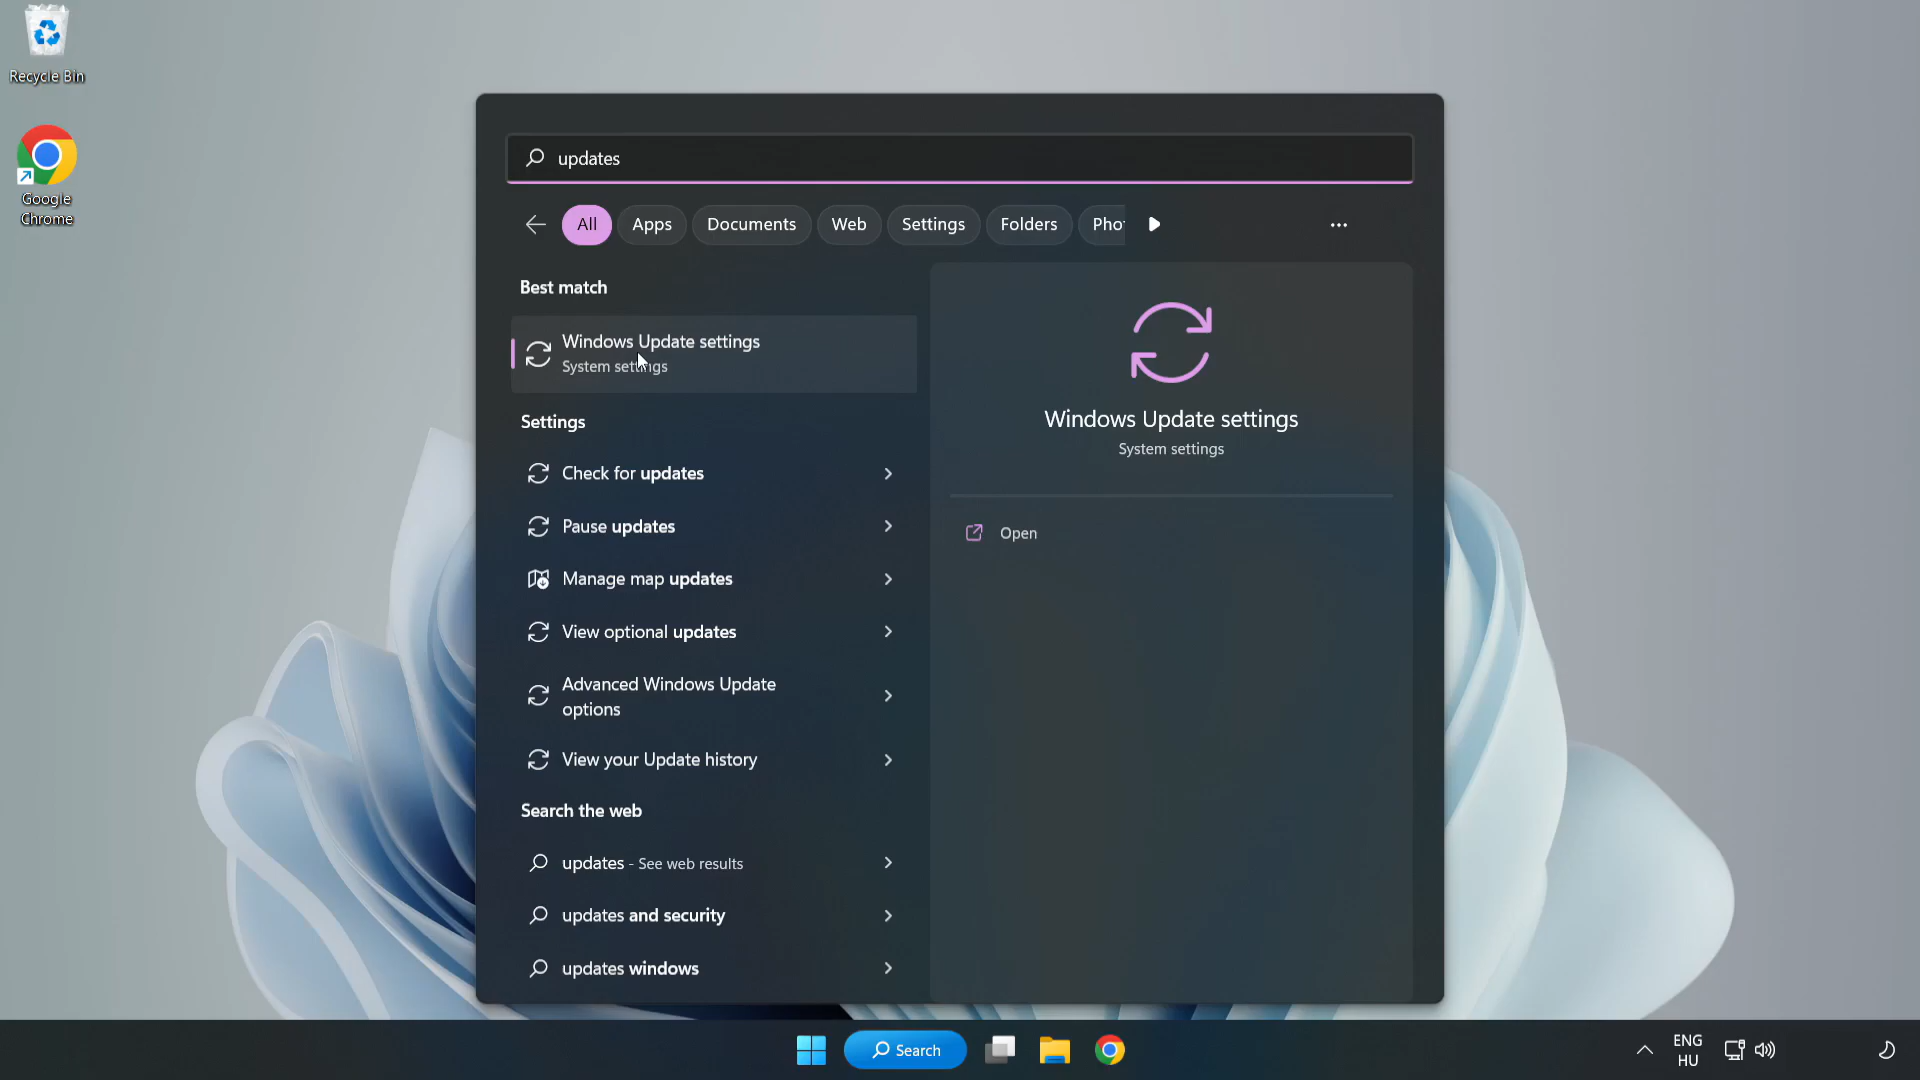 Recycle Bin
Google
Chrome
updates
All
Apps
Documents
Web
Settings
Folders
Phot
Best match
Windows Update settings
System settings
Settings
Check for updates
Pause updates
Manage map updates
View optional updates
Advanced Windows Update
options
View your Update history
Search the web
updates - See web results
updates and security
updates windows
Windows Update settings
System settings
Open
Search
ENG
HU